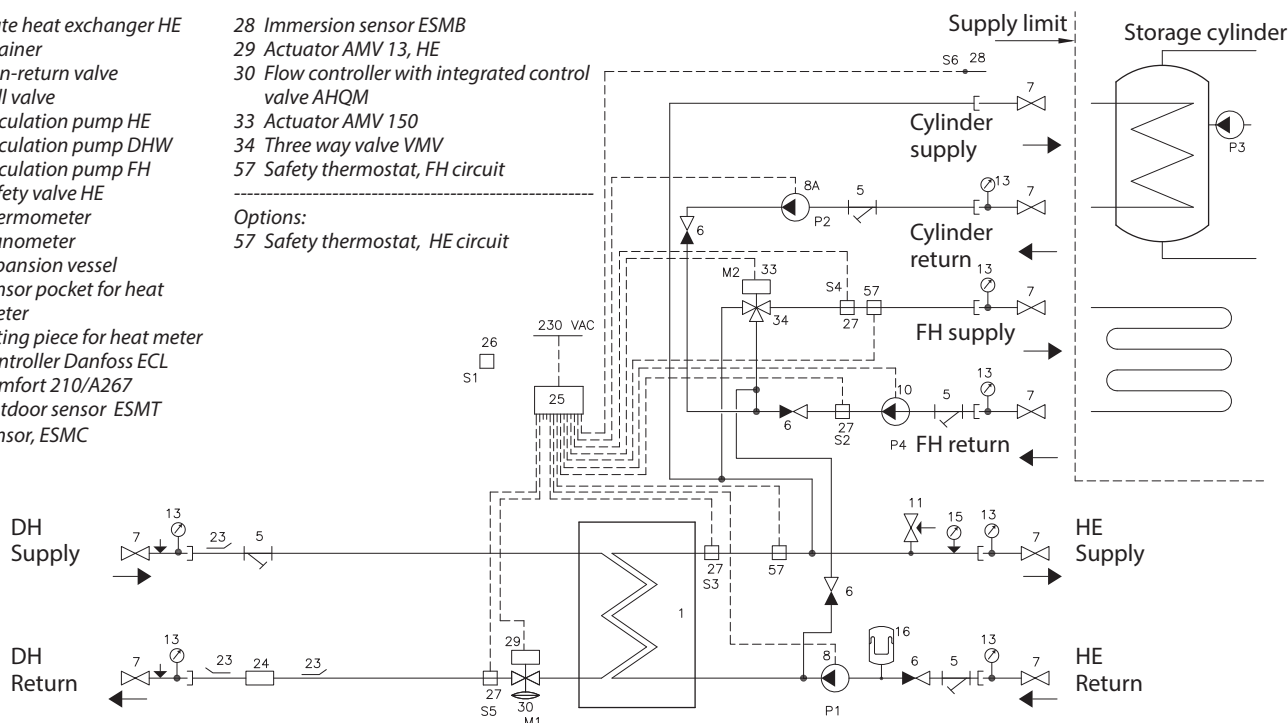 ate heat exchanger HE
ainer
n-return valve
ll valve
culation pump HE
culation pump DHW
culation pump FH
fety valve HE
ermometer
anometer
pansion vessel
nsor pocket for heat
eter
ting piece for heat meter
ntroller Danfoss ECL
mfort 210/A267
tdoor sensor ESMT
nsor, ESMC
28 Immersion sensor ESMB
29 Actuator AMV 13, HE
30 Flow controller with integrated control
valve AHQM
33 Actuator AMV 150
34 Three way valve VMV
57 Safety thermostat, FH circuit
Options:
57 Safety thermostat, HE circuit
Supply limit
Storage cylinder
S6 28
7
Cylinder
supply
P3
8A
5
13
7
P2
6
Cylinder
return
M2
33
S4
57
13
7
34
27
FH supply
230 VAC
26
S1
25
10
5
13
7
6
27
S2
P4
FH return
DH
Supply
7
13
23
5
27
S3
57
11
15
13
7
HE
Supply
6
1
DH
Return
7
13
23
24
23
29
27
S5
30
M1
8
P1
16
6
5
13
7
HE
Return